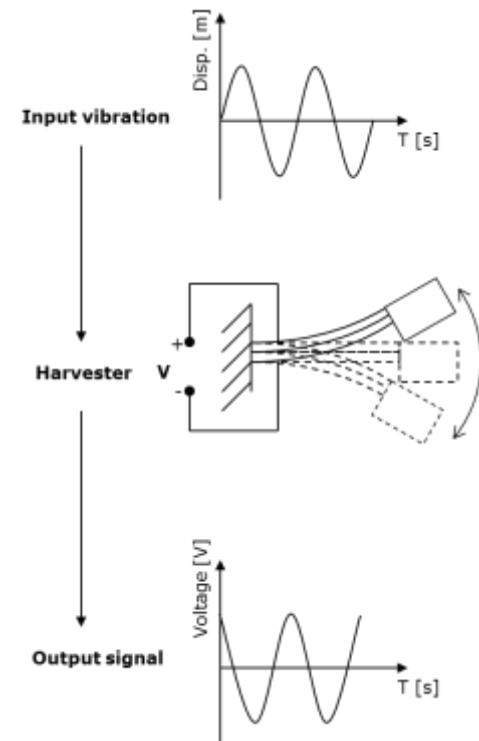 Disp. [m]
Input vibration
T [s]
+
Harvester V
-
Voltage [V]
Output signal
T [s]